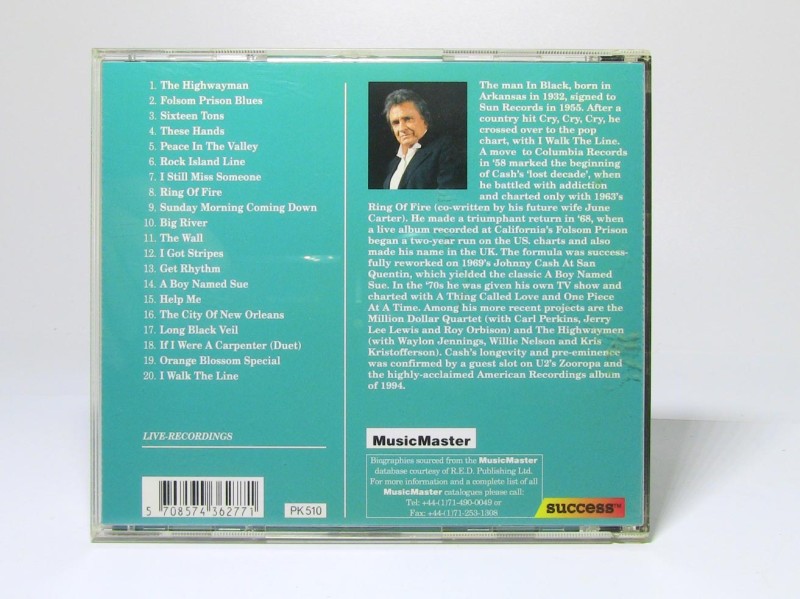 1. The Highwayman
2. Folsom Prison Blues
3. Sixteen Tons
4. These Hands
5. Peace In The Valley
6. Rock Island Line
7. I Still Miss Someone
8. Ring Of Fire
9. Sunday Morning Coming Down
10. Big River
11. The Wall
12. I Got Stripes
13. Get Rhythm
14. A Boy Named Sue
15. Help Me
16. The City Of New Orleans
17. Long Black Veil
18. If I Were A Carpenter (Duet)
19. Orange Blossom Special
20. I Walk The Line
LIVE-RECORDINGS
5 708574 362771
PK 510
The man In Black, born in
Arkansas in 1932, signed to
Sun Records in 1955. After a
country hit Cry, Cry, Cry, he
crossed over to the pop
chart, with I Walk The Line.
A move to Columbia Records
in '58 marked the beginning
of Cash's 'lost decade', when
he battled with addiction
and charted only with 1963's
Ring Of Fire (co-written by his future wife June
Carter). He made a triumphant return in '68, when
a live album recorded at California's Folsom Prison
began a two-year run on the US. charts and also
made his name in the UK. The formula was success-
fully reworked on 1969's Johnny Cash At San
Quentin, which yielded the classic A Boy Named
Sue. In the '70s he was given his own TV show and
charted with A Thing Called Love and One Piece
At A Time. Among his more recent projects are the
Million Dollar Quartet (with Carl Perkins, Jerry
Lee Lewis and Roy Orbison) and The Highwaymen
(with Waylon Jennings, Willie Nelson and Kris
Kristofferson). Cash's longevity and pre-eminence
was confirmed by a guest slot on U2's Zooropa and
the highly-acclaimed American Recordings album
of 1994.
MusicMaster
Biographies sourced from the MusicMaster
database courtesy of R.E.D. Publishing Ltd.
For more information and a complete list of all
MusicMaster catalogues please call:
Tel: +44-(1)71-490-0049 or
Fax: +44-(1)71-253-1308
success™